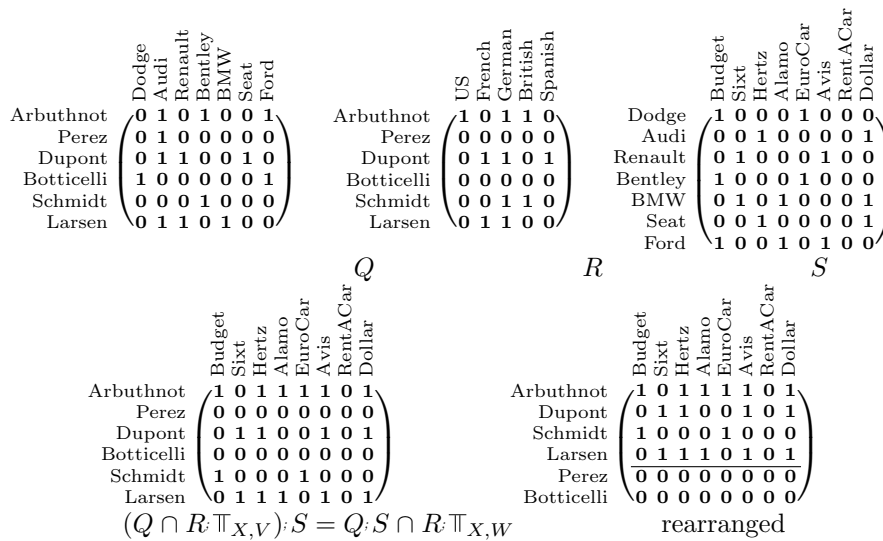 Dodge Audi Renault Bentley BMW Seat Ford
Arbuthnot 0 1 0 1 0 0 1
Perez 0 1 0 0 0 0 0
Dupont 0 1 1 0 0 1 0
Botticelli 1 0 0 0 0 0 1
Schmidt 0 0 0 1 0 0 0
Larsen 0 1 1 0 1 0 0
US French German British Spanish
Arbuthnot 1 0 1 1 0
Perez 0 0 0 0 0
Dupont 0 1 1 0 1
Botticelli 0 0 0 0 0
Schmidt 0 0 1 1 0
Larsen 0 1 1 0 0
Budget Sixt Hertz Alamo EuroCar Avis RentACar Dollar
Dodge 1 0 0 0 1 0 0 0
Audi 0 0 1 0 0 0 0 1
Renault 0 1 0 0 0 1 0 0
Bentley 1 0 0 0 1 0 0 0
BMW 0 1 0 1 0 0 0 1
Seat 0 0 1 0 0 0 0 1
Ford 1 0 0 1 0 1 0 0
Q R S
Budget Sixt Hertz Alamo EuroCar Avis RentACar Dollar
Arbuthnot 1 0 1 1 1 1 0 1
Perez 0 0 0 0 0 0 0 0
Dupont 0 1 1 0 0 1 0 1
Botticelli 0 0 0 0 0 0 0 0
Schmidt 1 0 0 0 1 0 0 0
Larsen 0 1 1 1 0 1 0 1
(Q ∩ R;𝕋X,V);S = Q;S ∩ R;𝕋X,W
Budget Sixt Hertz Alamo EuroCar Avis RentACar Dollar
Arbuthnot 1 0 1 1 1 1 0 1
Dupont 0 1 1 0 0 1 0 1
Schmidt 1 0 0 0 1 0 0 0
Larsen 0 1 1 1 0 1 0 1
Perez 0 0 0 0 0 0 0 0
Botticelli 0 0 0 0 0 0 0 0
rearranged